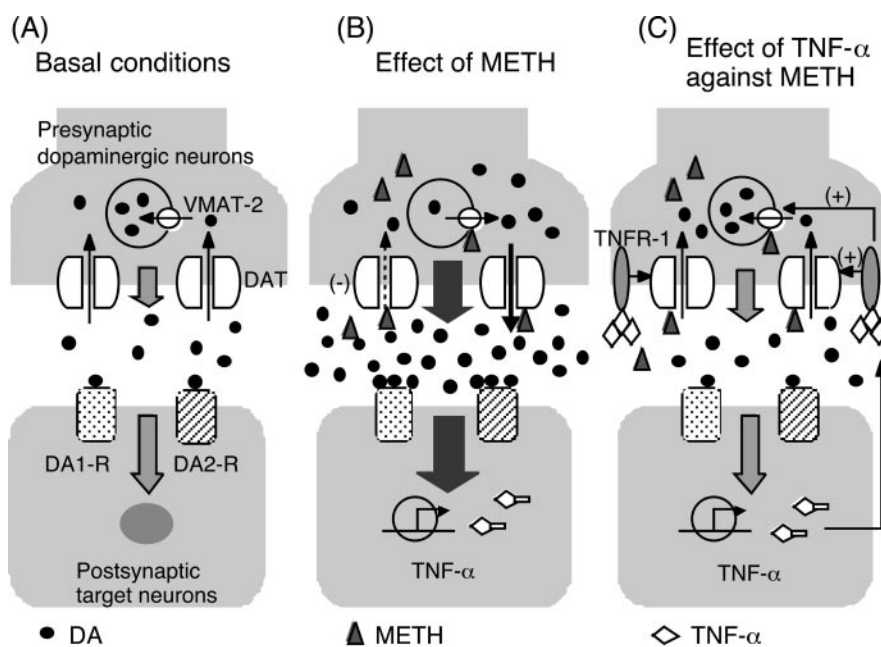 (A)
Basal conditions
Presynaptic
dopaminergic neurons
VMAT-2
DAT
DA1-R
DA2-R
Postsynaptic
target neurons
DA
(B)
Effect of METH
(-)
TNF-α
METH
(C)
Effect of TNF-α
against METH
(+)
TNFR-1
(+)
TNF-α
TNF-α